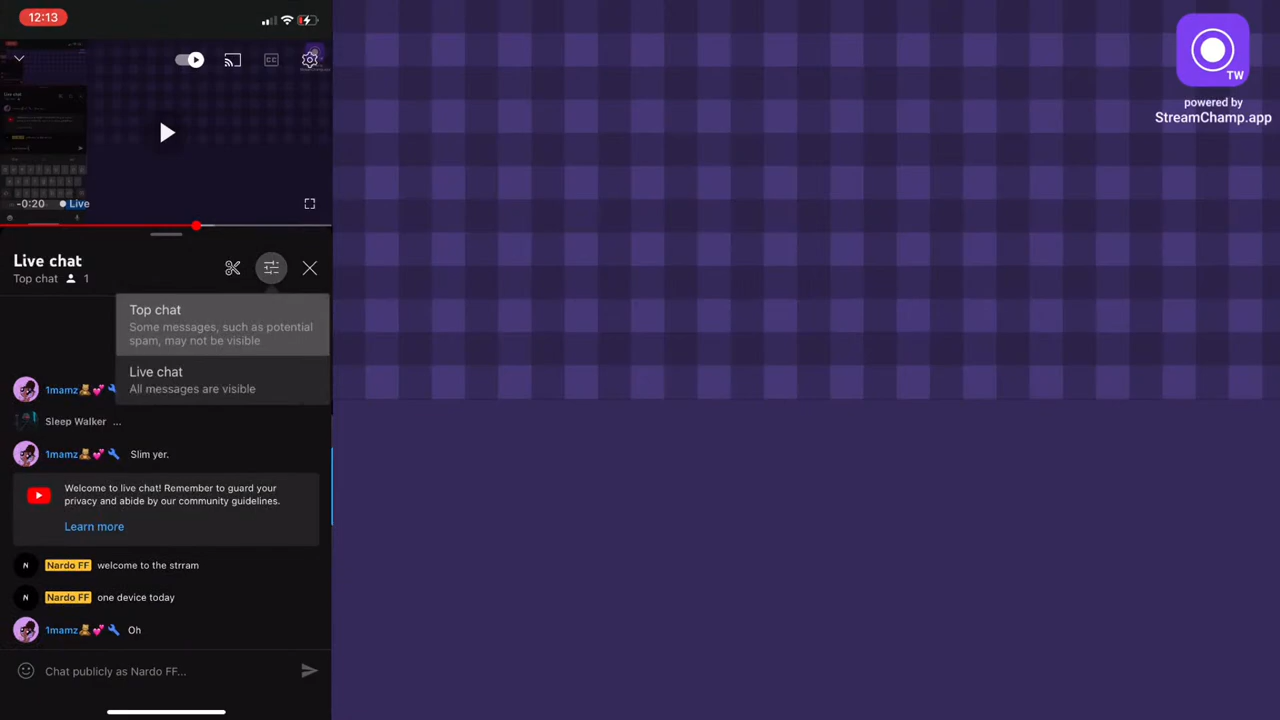 12:13
TW
powered by
StreamChamp.app
CC
-0:20 Live
Live chat
Top chat 1
Top chat
Some messages, such as potential
spam, may not be visible
Live chat
All messages are visible
1mamz🧸💕
Sleep Walker ...
1mamz🧸💕 Slim yer.
Welcome to live chat! Remember to guard your
privacy and abide by our community guidelines.
Learn more
N Nardo FF welcome to the strram
N Nardo FF one device today
1mamz🧸💕 Oh
Chat publicly as Nardo FF...